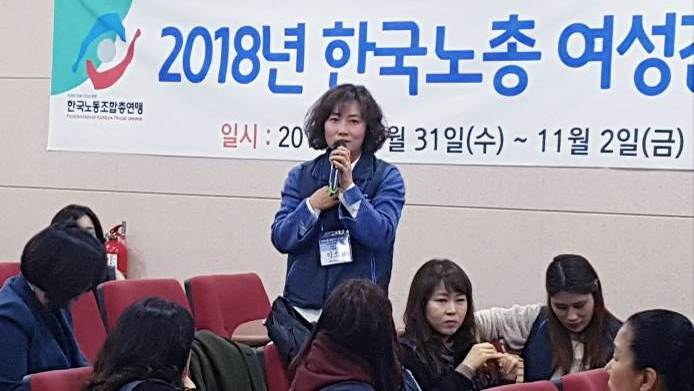 2018년 한국노총 여성
한국노동조합총연맹
일시 : 20 월 31일(수) ~ 11월 2일(금)